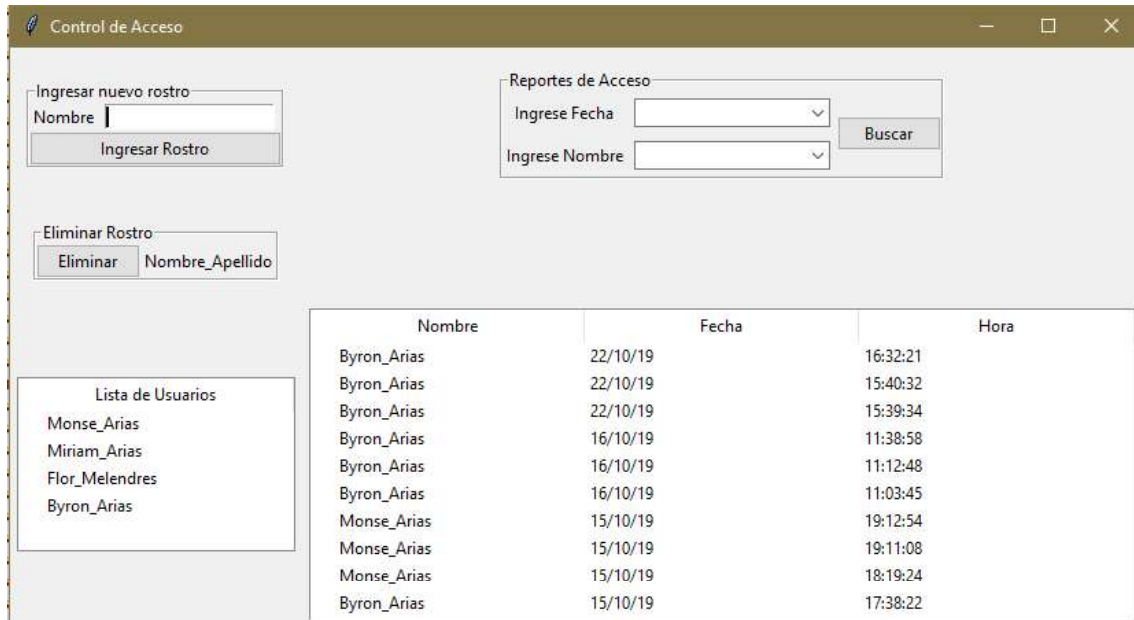 Control de Acceso
Ingresar nuevo rostro
Nombre
Ingresar Rostro
Reportes de Acceso
Ingrese Fecha
Buscar
Ingrese Nombre
Eliminar Rostro
Eliminar Nombre_Apellido
Lista de Usuarios
Monse_Arias
Miriam_Arias
Flor_Melendres
Byron_Arias
Nombre Fecha Hora
Byron_Arias 22/10/19 16:32:21
Byron_Arias 22/10/19 15:40:32
Byron_Arias 22/10/19 15:39:34
Byron_Arias 16/10/19 11:38:58
Byron_Arias 16/10/19 11:12:48
Byron_Arias 16/10/19 11:03:45
Monse_Arias 15/10/19 19:12:54
Monse_Arias 15/10/19 19:11:08
Monse_Arias 15/10/19 18:19:24
Byron_Arias 15/10/19 17:38:22